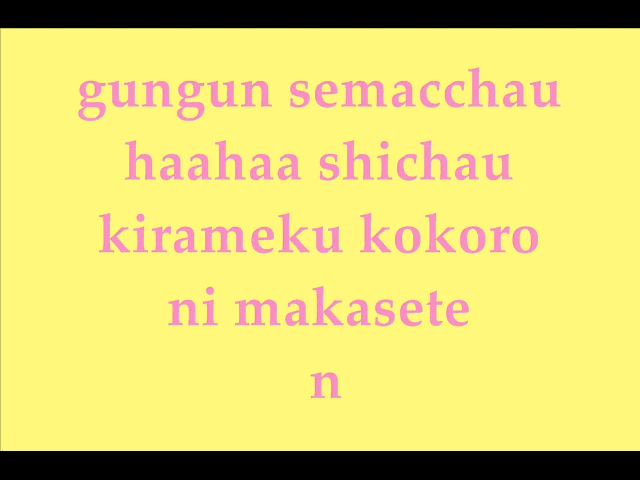 gungun semacchau
haahaa shichau
kirameku kokoro
ni makasete
n